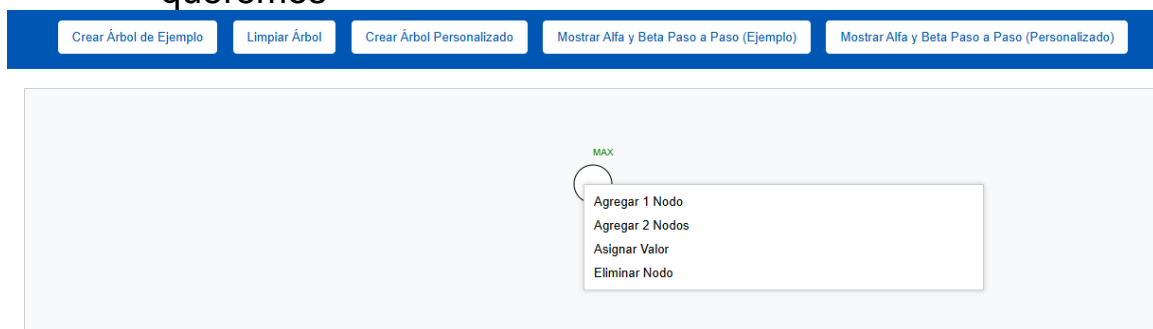 queremos
Crear Árbol de Ejemplo Limpiar Árbol Crear Árbol Personalizado Mostrar Alfa y Beta Paso a Paso (Ejemplo) Mostrar Alfa y Beta Paso a Paso (Personalizado)
MAX
Agregar 1 Nodo
Agregar 2 Nodos
Asignar Valor
Eliminar Nodo